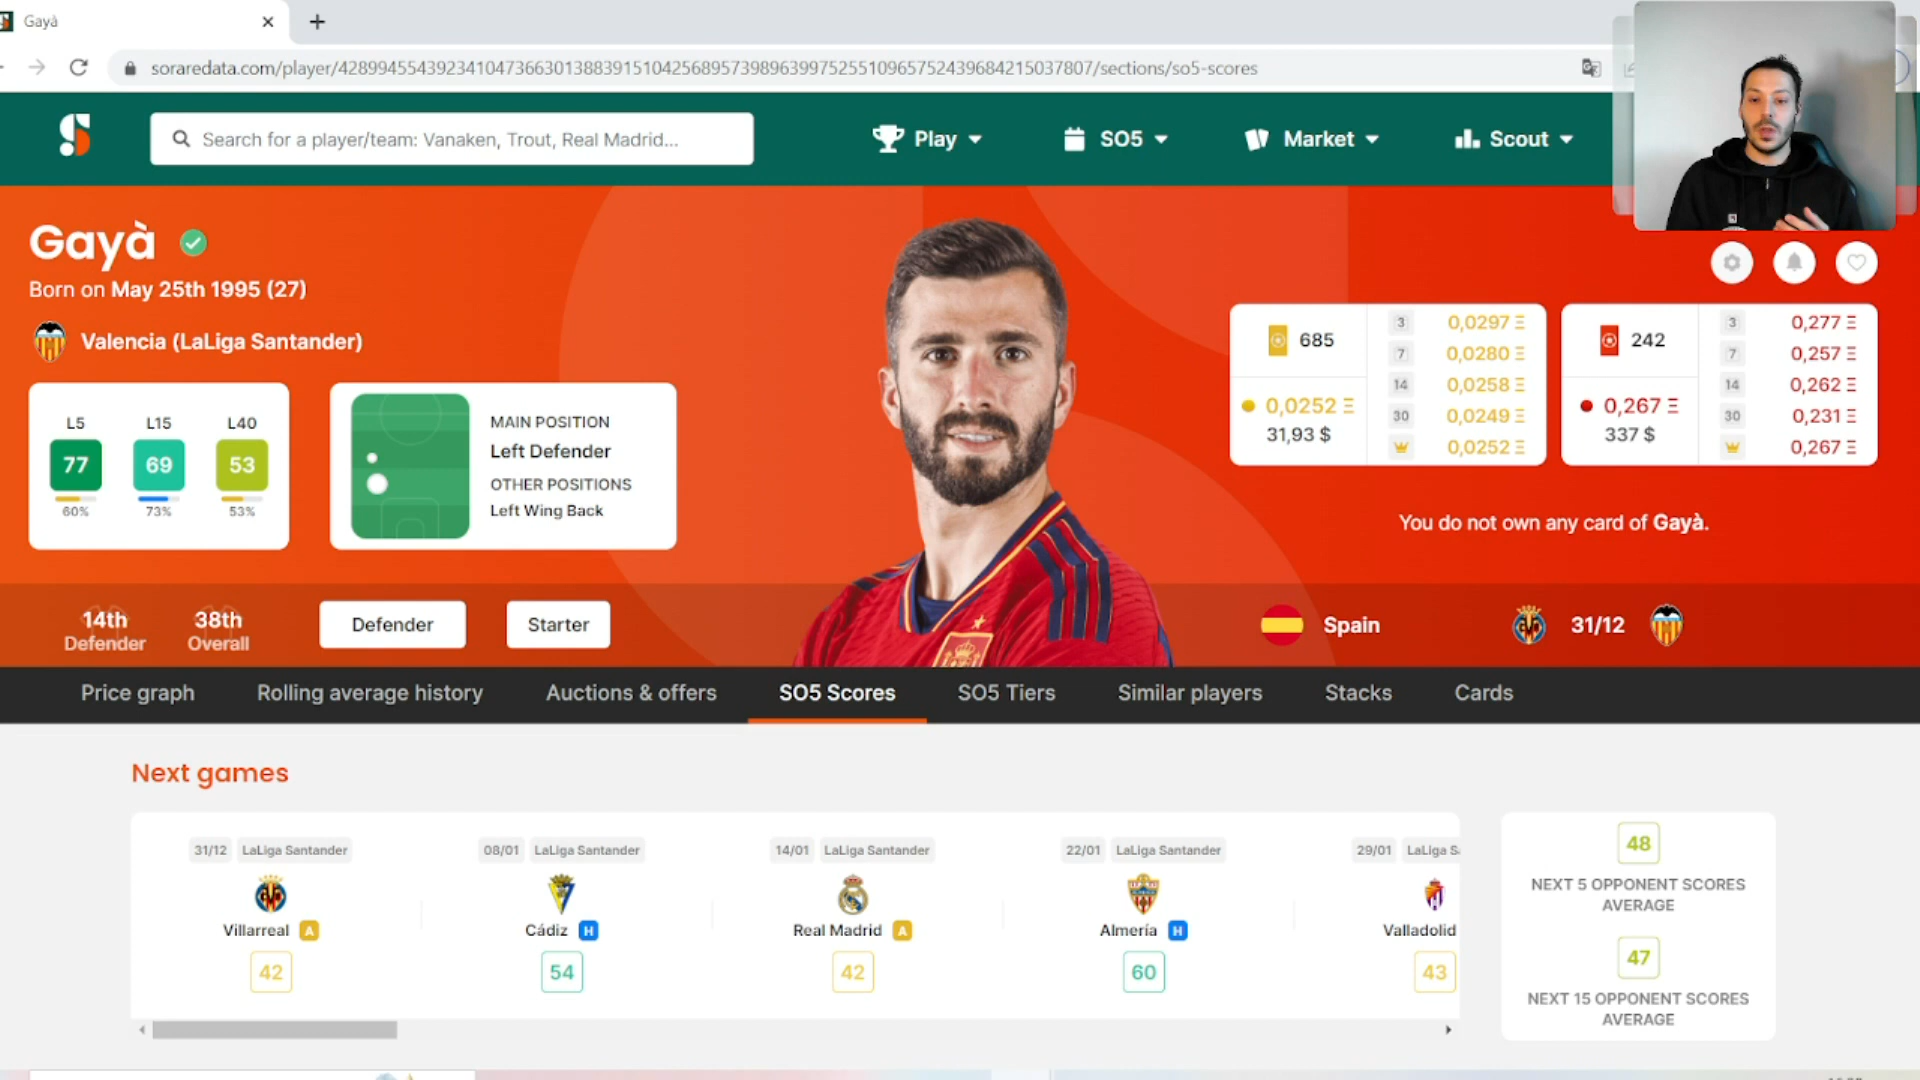 Gayà
soraredata.com/player/42899455439234104736630138839151042568957398963997525510965752439684215037807/sections/so5-scores
Search for a player/team: Vanaken, Trout, Real Madrid...
Play
SO5
Market
Scout
Gayà
Born on May 25th 1995 (27)
Valencia (LaLiga Santander)
L5 L15 L40
77 69 53
60% 73% 53%
MAIN POSITION
Left Defender
OTHER POSITIONS
Left Wing Back
685
0,0252 Ξ
31,93 $
3 0,0297 Ξ
7 0,0280 Ξ
14 0,0258 Ξ
30 0,0249 Ξ
0,0252 Ξ
242
0,267 Ξ
337 $
3 0,277 Ξ
7 0,257 Ξ
14 0,262 Ξ
30 0,231 Ξ
0,267 Ξ
You do not own any card of Gayà.
14th
Defender
38th
Overall
Defender
Starter
Spain
31/12
Price graph
Rolling average history
Auctions & offers
SO5 Scores
SO5 Tiers
Similar players
Stacks
Cards
Next games
31/12 LaLiga Santander
Villarreal A
42
08/01 LaLiga Santander
Cádiz H
54
14/01 LaLiga Santander
Real Madrid A
42
22/01 LaLiga Santander
Almería H
60
29/01 LaLiga S
Valladolid
43
48
NEXT 5 OPPONENT SCORES
AVERAGE
47
NEXT 15 OPPONENT SCORES
AVERAGE